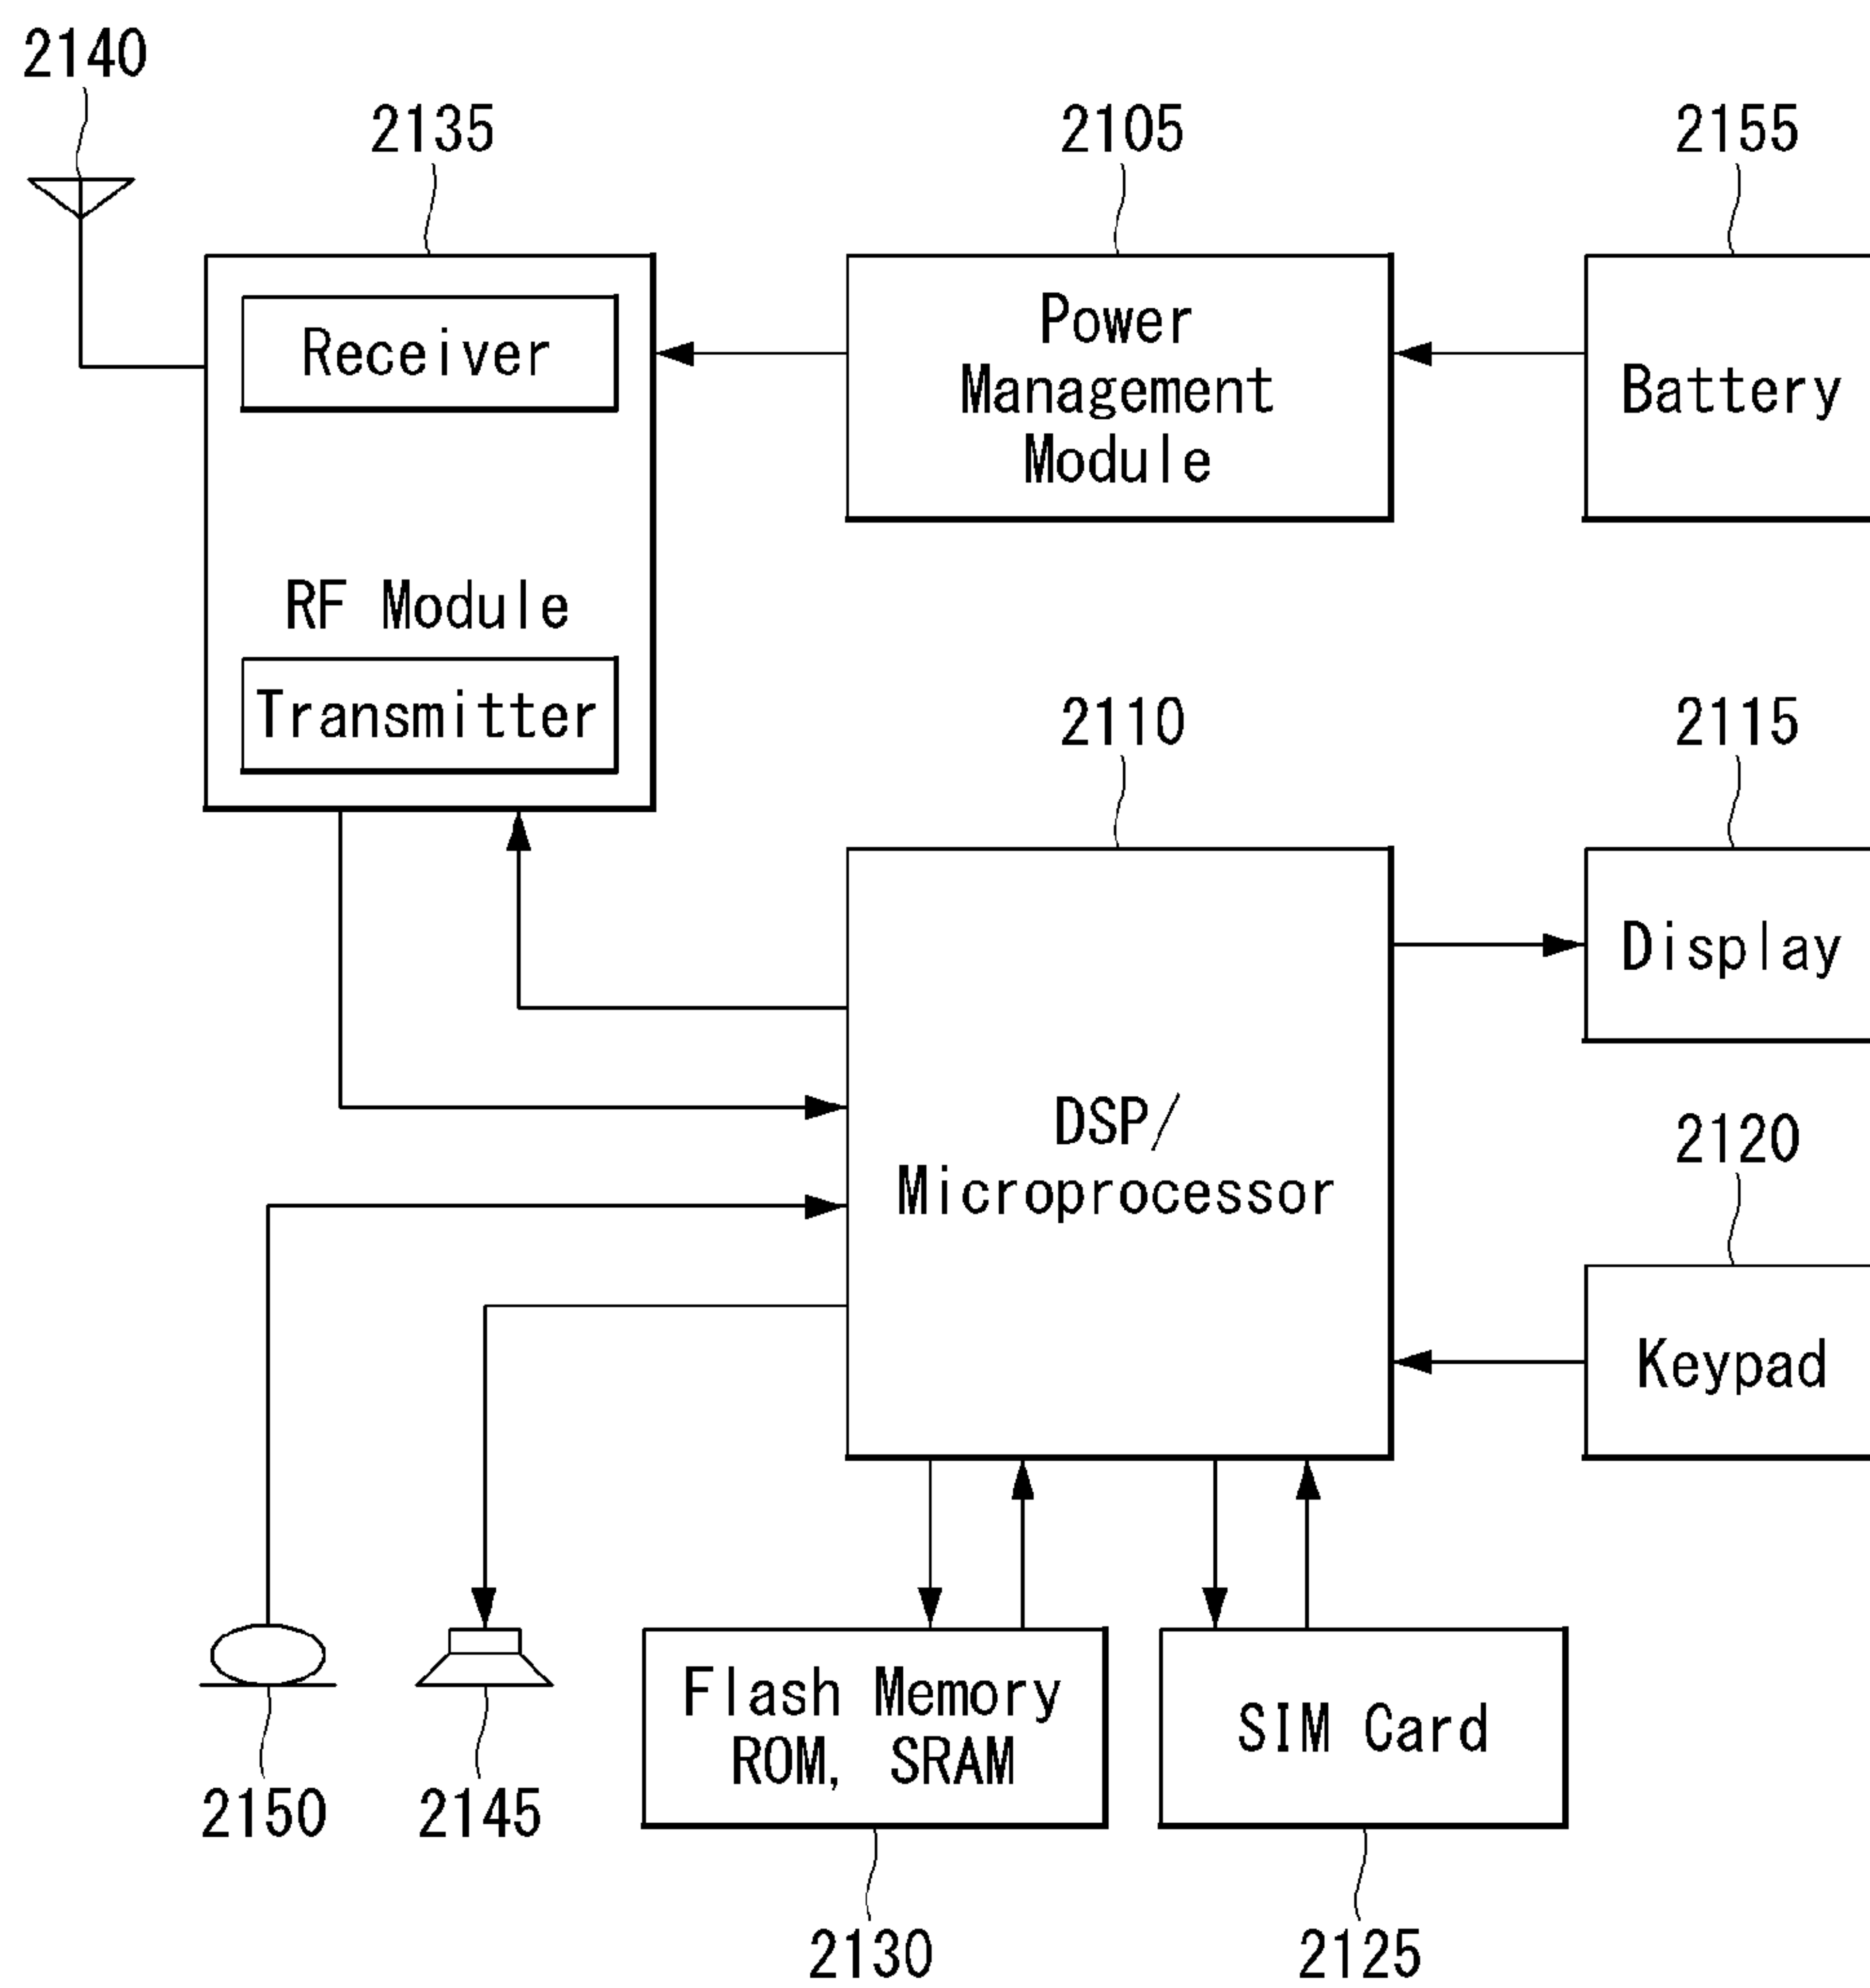 2140
2135
2105
2155
Receiver
Power
Management
Module
Battery
RF Module
Transmitter
2110
2115
Display
DSP/
Microprocessor
2120
Keypad
Flash Memory
ROM, SRAM
SIM Card
2150
2145
2130
2125